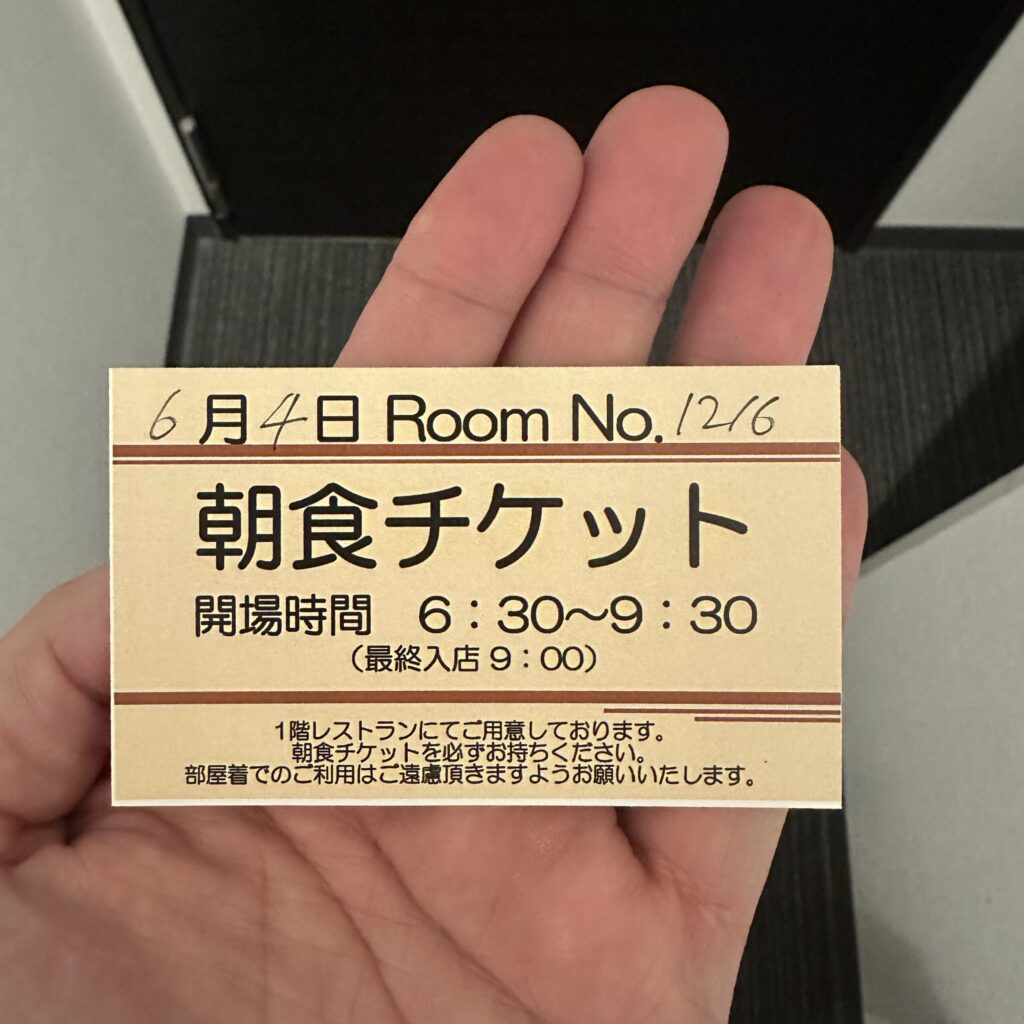 6月4日 Room No.1216
朝食チケット
開場時間　6：30～9：30
（最終入店 9：00）
1階レストランにてご用意しております。
朝食チケットを必ずお持ちください。
部屋着でのご利用はご遠慮頂きますようお願いいたします。